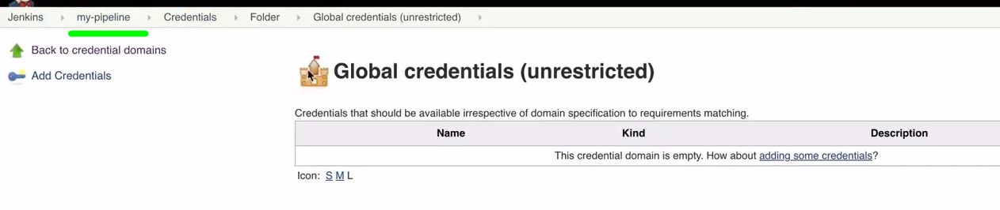 Jenkins my-pipeline Credentials Folder Global credentials (unrestricted)
Back to credential domains
Add Credentials
Global credentials (unrestricted)
Credentials that should be available irrespective of domain specification to requirements matching.
Name Kind Description
This credential domain is empty. How about adding some credentials?
Icon: S M L